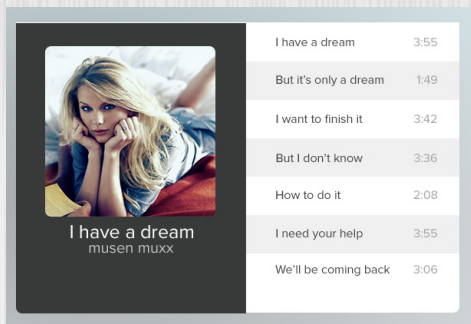 I have a dream
musen muxx
I have a dream 3:55
But it's only a dream 1:49
I want to finish it 3:42
But I don't know 3:36
How to do it 2:08
I need your help 3:55
We'll be coming back 3:06